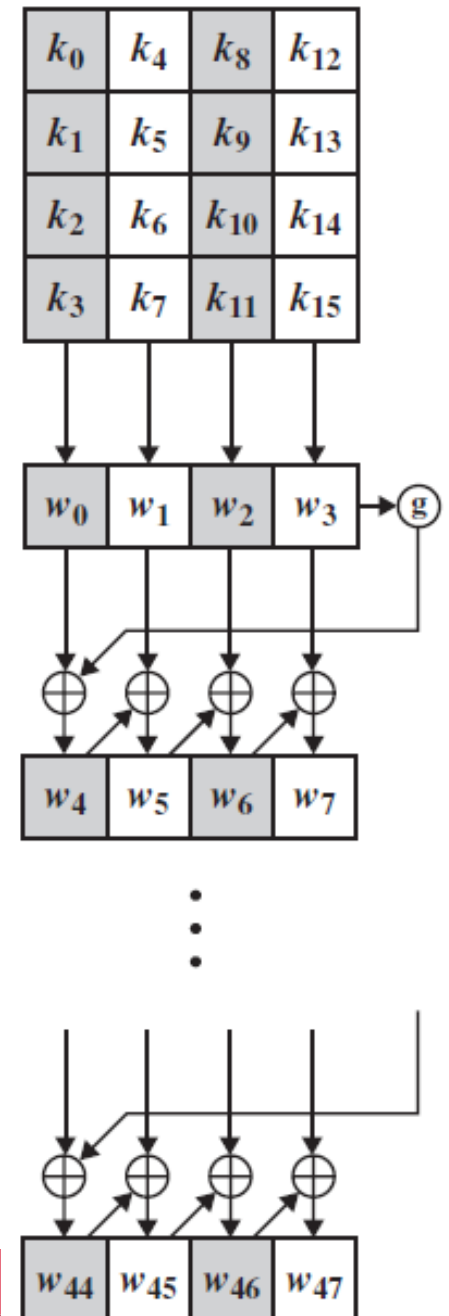 k₀ k₄ k₈ k₁₂
k₁ k₅ k₉ k₁₃
k₂ k₆ k₁₀ k₁₄
k₃ k₇ k₁₁ k₁₅
w₀ w₁ w₂ w₃ g
w₄ w₅ w₆ w₇
w₄₄ w₄₅ w₄₆ w₄₇